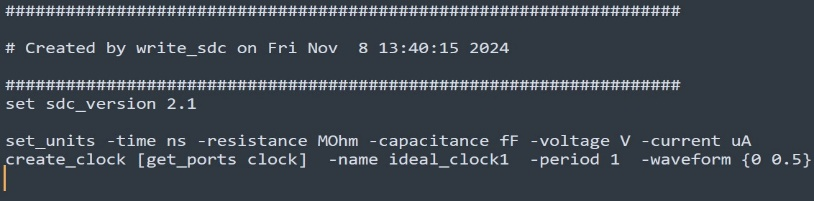 ###################################################################
# Created by write_sdc on Fri Nov  8 13:40:15 2024
###################################################################
set sdc_version 2.1
set_units -time ns -resistance MOhm -capacitance fF -voltage V -current uA
create_clock [get_ports clock]  -name ideal_clock1  -period 1  -waveform {0 0.5}